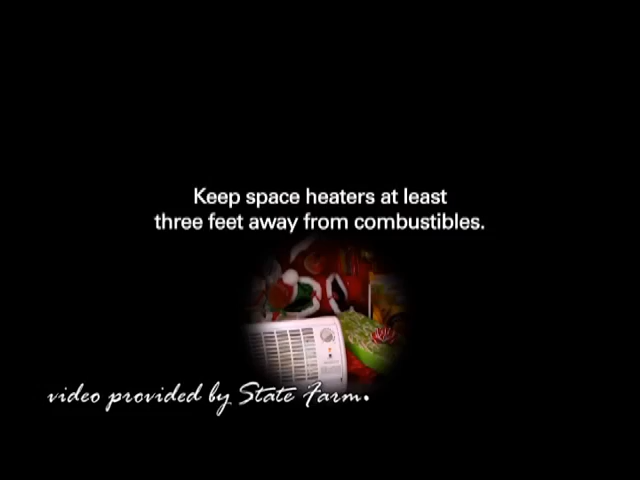 Keep space heaters at least
three feet away from combustibles.
video provided by State Farm.